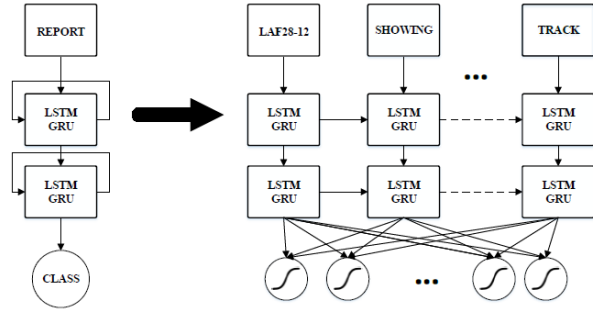 REPORT
LSTM
GRU
LSTM
GRU
CLASS
LAF28-12
SHOWING
•••
TRACK
LSTM
GRU
LSTM
GRU
LSTM
GRU
LSTM
GRU
LSTM
GRU
LSTM
GRU
•••